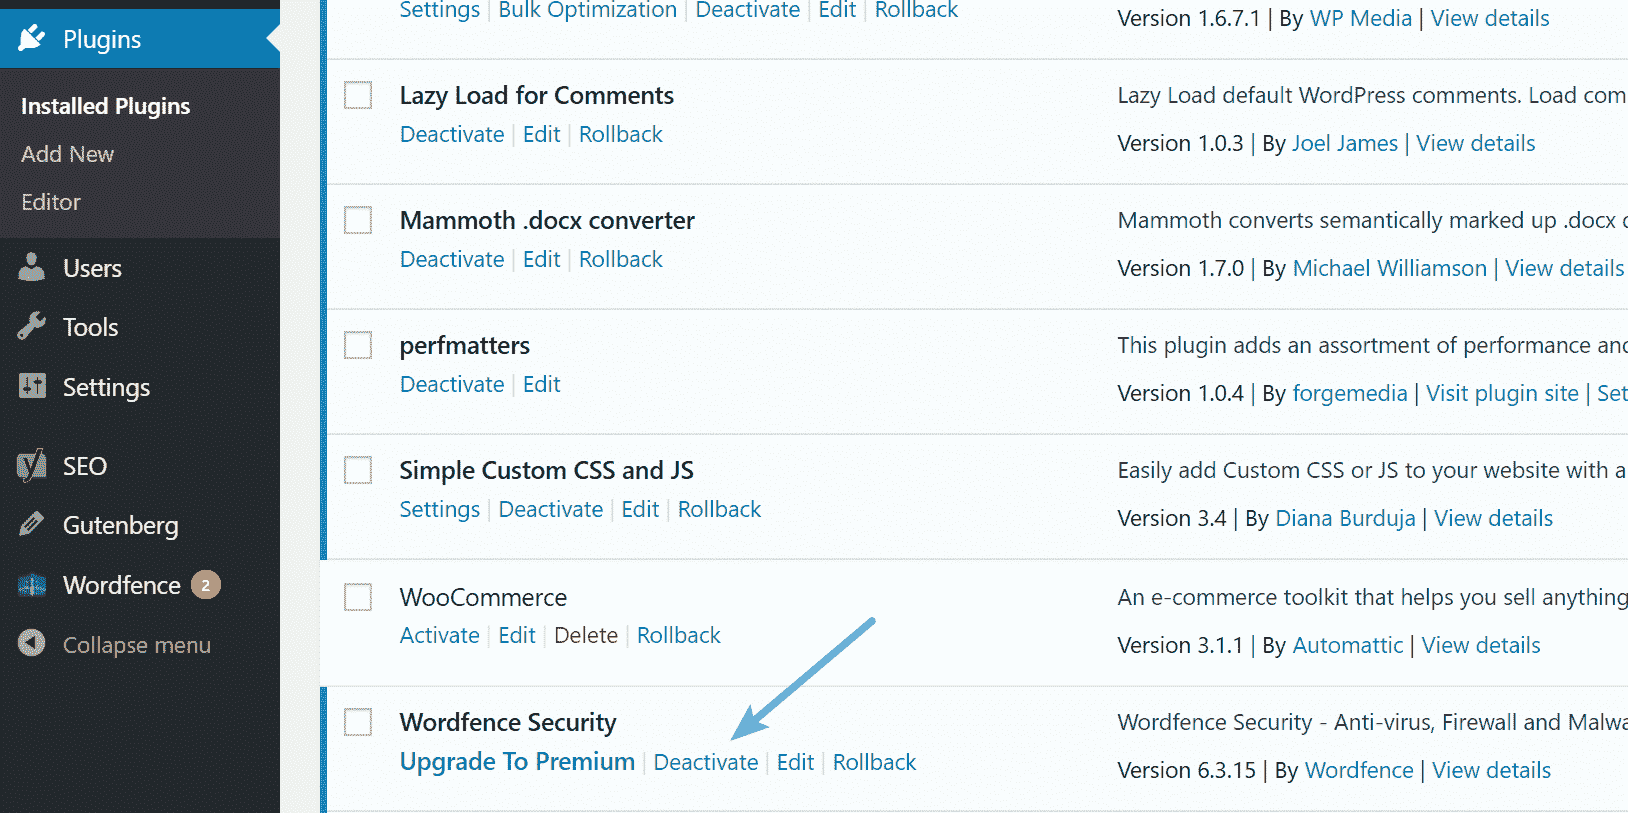 Plugins
Installed Plugins
Add New
Editor
Users
Tools
Settings
SEO
Gutenberg
Wordfence 2
Collapse menu
Settings | Bulk Optimization | Deactivate | Edit | Rollback
Version 1.6.7.1 | By WP Media | View details
Lazy Load for Comments
Deactivate | Edit | Rollback
Lazy Load default WordPress comments. Load com
Version 1.0.3 | By Joel James | View details
Mammoth .docx converter
Deactivate | Edit | Rollback
Mammoth converts semantically marked up .docx
Version 1.7.0 | By Michael Williamson | View details
perfmatters
Deactivate | Edit
This plugin adds an assortment of performance and
Version 1.0.4 | By forgemedia | Visit plugin site | Set
Simple Custom CSS and JS
Settings | Deactivate | Edit | Rollback
Easily add Custom CSS or JS to your website with a
Version 3.4 | By Diana Burduja | View details
WooCommerce
Activate | Edit | Delete | Rollback
An e-commerce toolkit that helps you sell anything
Version 3.1.1 | By Automattic | View details
Wordfence Security
Upgrade To Premium | Deactivate | Edit | Rollback
Wordfence Security - Anti-virus, Firewall and Malwa
Version 6.3.15 | By Wordfence | View details